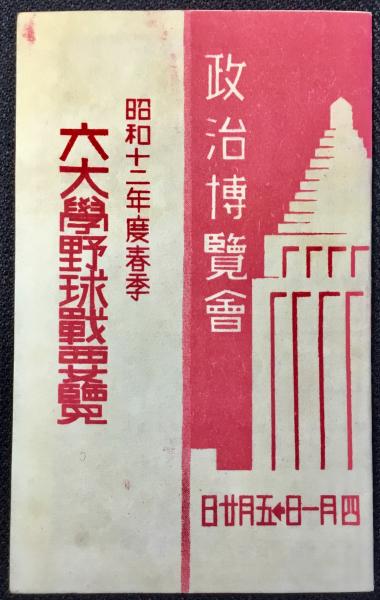 政治博覽會
四月一日←五月廿日
昭和十二年度春季
六大學野球戰要覽